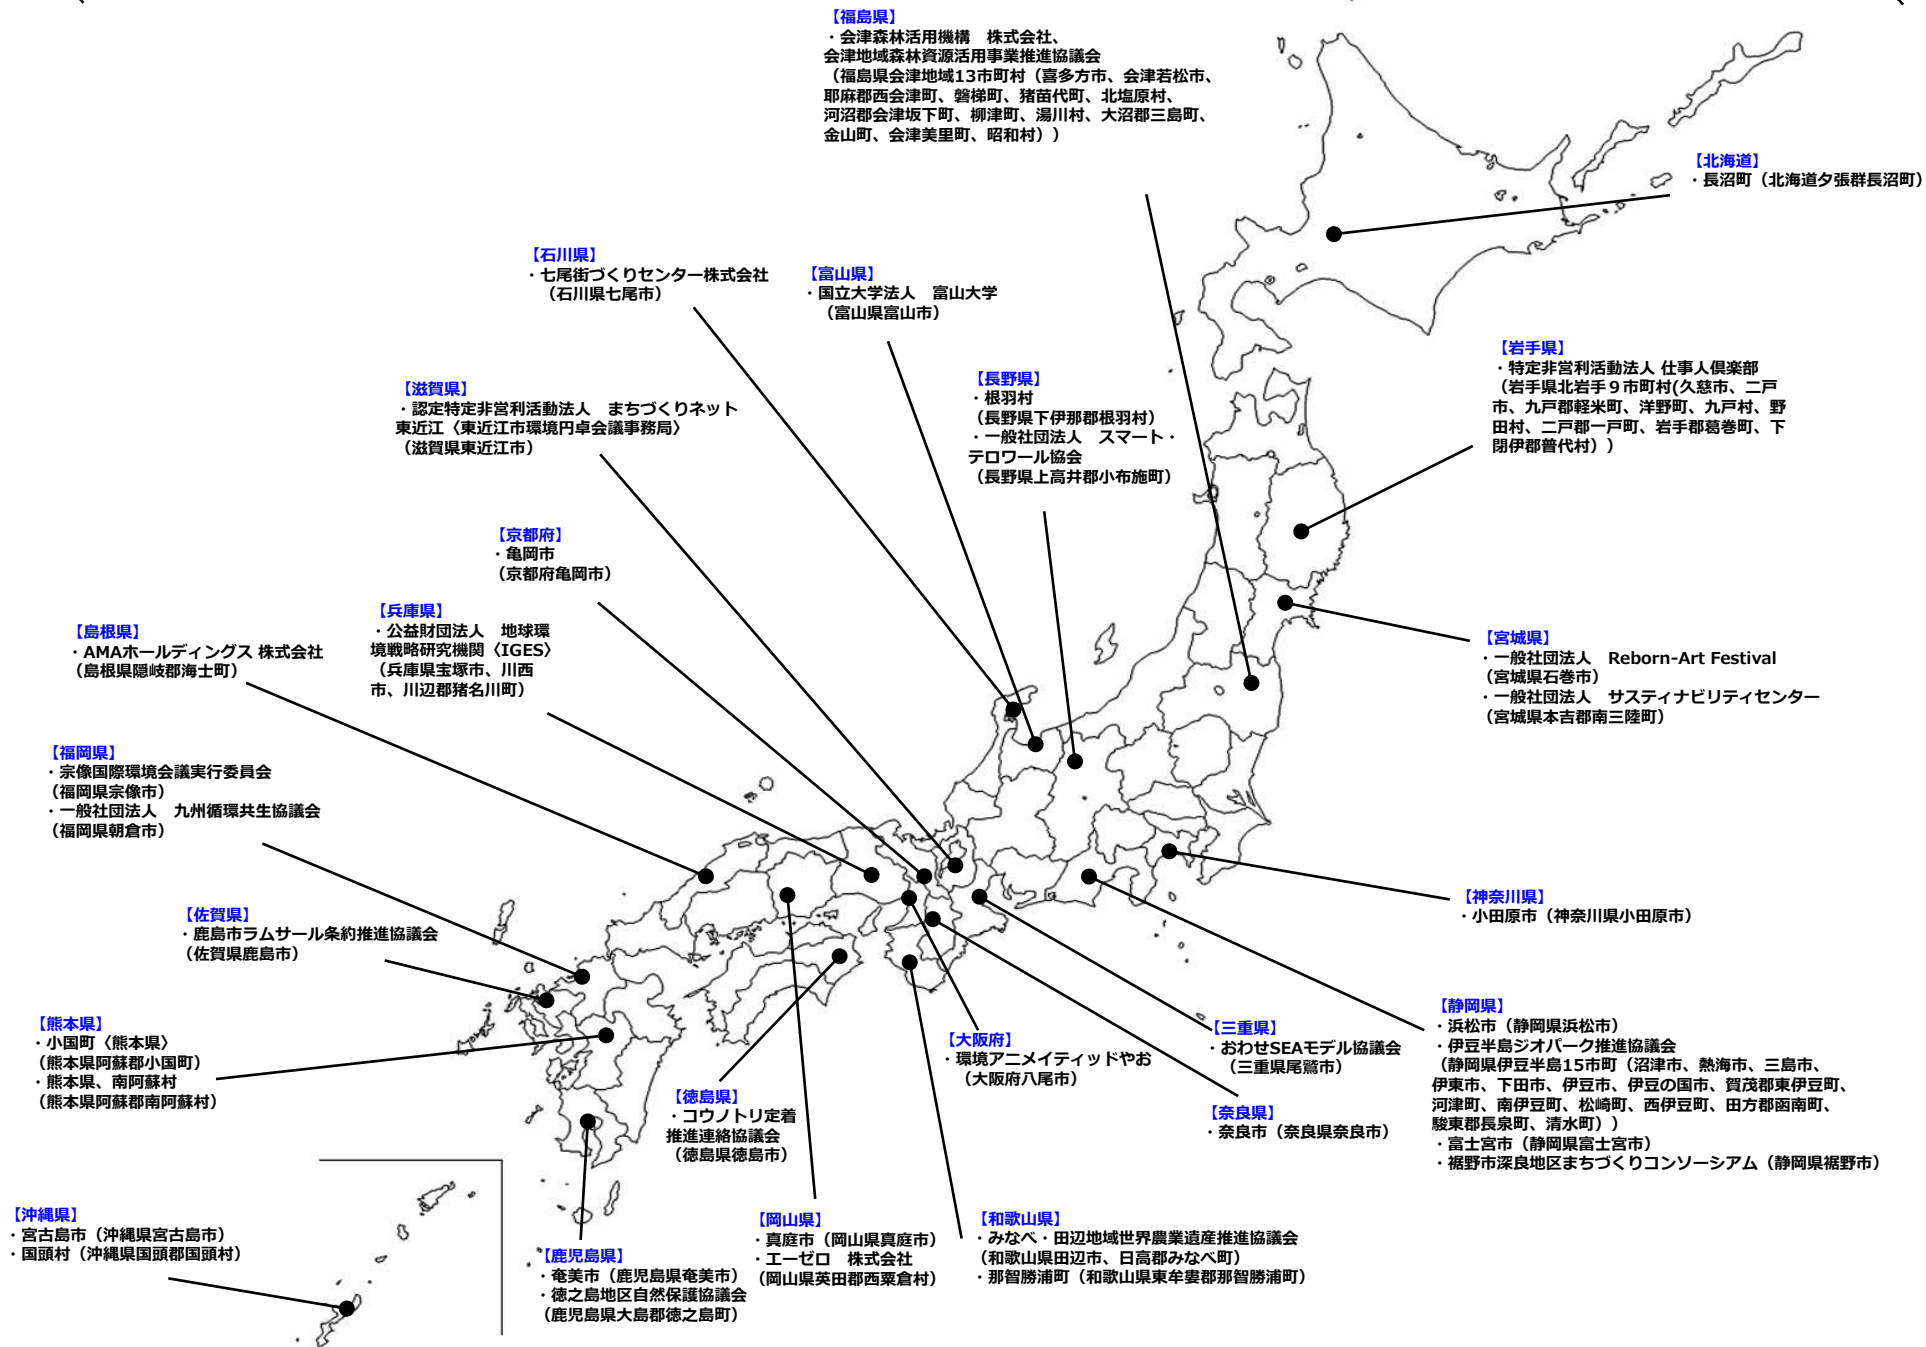 【福島県】
・会津森林活用機構　株式会社、
会津地域森林資源活用事業推進協議会
（福島県会津地域13市町村（喜多方市、会津若松市、
耶麻郡西会津町、磐梯町、猪苗代町、北塩原村、
河沼郡会津坂下町、柳津町、湯川村、大沼郡三島町、
金山町、会津美里町、昭和村））
【北海道】
・長沼町（北海道夕張群長沼町）
【石川県】
・七尾街づくりセンター株式会社
（石川県七尾市）
【富山県】
・国立大学法人　富山大学
（富山県富山市）
【岩手県】
・特定非営利活動法人 仕事人倶楽部
（岩手県北岩手９市町村(久慈市、二戸
市、九戸郡軽米町、洋野町、九戸村、野
田村、二戸郡一戸町、岩手郡葛巻町、下
閉伊郡普代村））
【滋賀県】
・認定特定非営利活動法人　まちづくりネット
東近江〈東近江市環境円卓会議事務局〉
（滋賀県東近江市）
【長野県】
・根羽村
（長野県下伊那郡根羽村）
・一般社団法人　スマート・
テロワール協会
（長野県上高井郡小布施町）
【京都府】
・亀岡市
（京都府亀岡市）
【兵庫県】
・公益財団法人　地球環
境戦略研究機関〈IGES〉
（兵庫県宝塚市、川西
市、川辺郡猪名川町）
【島根県】
・AMAホールディングス 株式会社
（島根県隠岐郡海士町）
【宮城県】
・一般社団法人　Reborn-Art Festival
（宮城県石巻市）
・一般社団法人　サスティナビリティセンター
（宮城県本吉郡南三陸町）
【福岡県】
・宗像国際環境会議実行委員会
（福岡県宗像市）
・一般社団法人　九州循環共生協議会
（福岡県朝倉市）
【神奈川県】
・小田原市（神奈川県小田原市）
【佐賀県】
・鹿島市ラムサール条約推進協議会
（佐賀県鹿島市）
【静岡県】
・浜松市（静岡県浜松市）
・伊豆半島ジオパーク推進協議会
（静岡県伊豆半島15市町（沼津市、熱海市、三島市、
伊東市、下田市、伊豆市、伊豆の国市、賀茂郡東伊豆町、
河津町、南伊豆町、松崎町、西伊豆町、田方郡函南町、
駿東郡長泉町、清水町））
・富士宮市（静岡県富士宮市）
・裾野市深良地区まちづくりコンソーシアム（静岡県裾野市）
【熊本県】
・小国町〈熊本県〉
（熊本県阿蘇郡小国町）
・熊本県、南阿蘇村
（熊本県阿蘇郡南阿蘇村）
【三重県】
・おわせSEAモデル協議会
（三重県尾鷲市）
【大阪府】
・環境アニメイティッドやお
（大阪府八尾市）
【徳島県】
・コウノトリ定着
推進連絡協議会
（徳島県徳島市）
【奈良県】
・奈良市（奈良県奈良市）
【沖縄県】
・宮古島市（沖縄県宮古島市）
・国頭村（沖縄県国頭郡国頭村）
【鹿児島県】
・奄美市（鹿児島県奄美市）
・徳之島地区自然保護協議会
（鹿児島県大島郡徳之島町）
【岡山県】
・真庭市（岡山県真庭市）
・エーゼロ　株式会社
（岡山県英田郡西粟倉村）
【和歌山県】
・みなべ・田辺地域世界農業遺産推進協議会
（和歌山県田辺市、日高郡みなべ町）
・那智勝浦町（和歌山県東牟婁郡那智勝浦町）